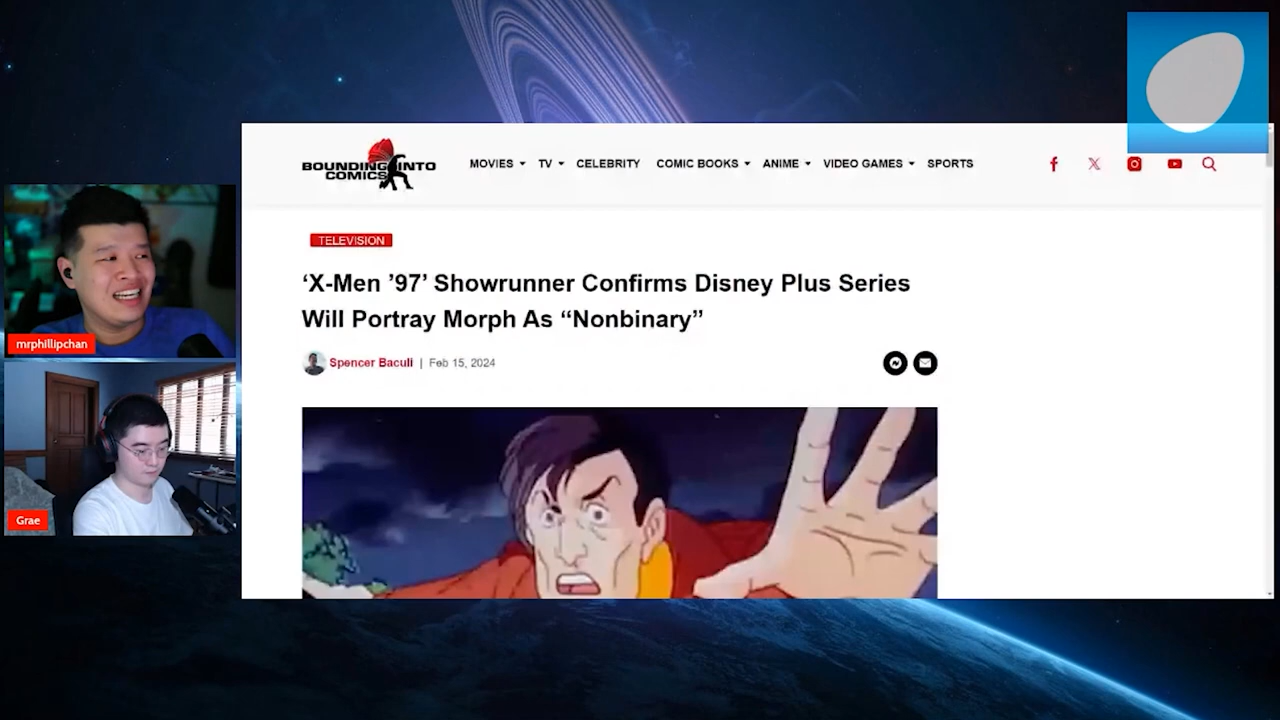 BOUNDING INTO
COMICS
MOVIES TV CELEBRITY COMIC BOOKS ANIME VIDEO GAMES SPORTS
TELEVISION
‘X-Men ’97’ Showrunner Confirms Disney Plus Series
Will Portray Morph As “Nonbinary”
Spencer Baculi | Feb 15, 2024
mrphillipchan
Grae